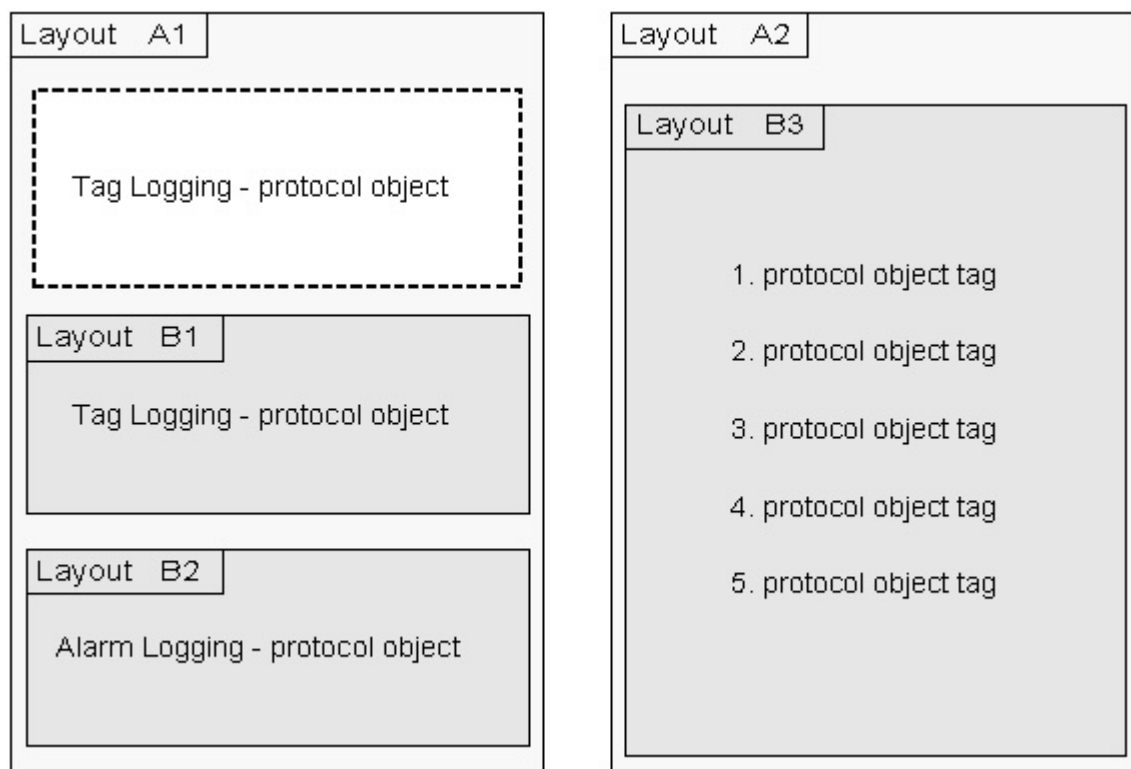 Layout A1
Tag Logging - protocol object
Layout B1
Tag Logging - protocol object
Layout B2
Alarm Logging - protocol object
Layout A2
Layout B3
1. protocol object tag
2. protocol object tag
3. protocol object tag
4. protocol object tag
5. protocol object tag